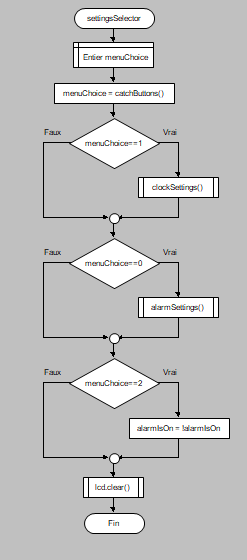 settingsSelector
Entier menuChoice
menuChoice = catchButtons()
Faux
Vrai
menuChoice==1
clockSettings()
Faux
Vrai
menuChoice==0
alarmSettings()
Faux
Vrai
menuChoice==2
alarmIsOn = !alarmIsOn
lcd.clear()
Fin